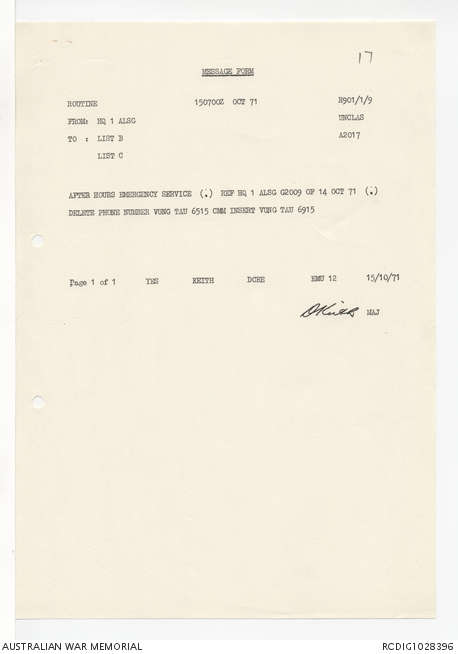 17
MESSAGE FORM
ROUTINE 150700Z OCT 71 R901/1/9
FROM: HQ 1 ALSG UNCLAS
TO : LIST B A2017
LIST C
AFTER HOURS EMERGENCY SERVICE (.) REF HQ 1 ALSG G2009 OF 14 OCT 71 (.)
DELETE PHONE NUMBER VUNG TAU 6515 CMM INSERT VUNG TAU 6915
Page 1 of 1 YES KEITH DCRE EMU 12 15/10/71
MAJ
AUSTRALIAN WAR MEMORIAL RCDIG1028396